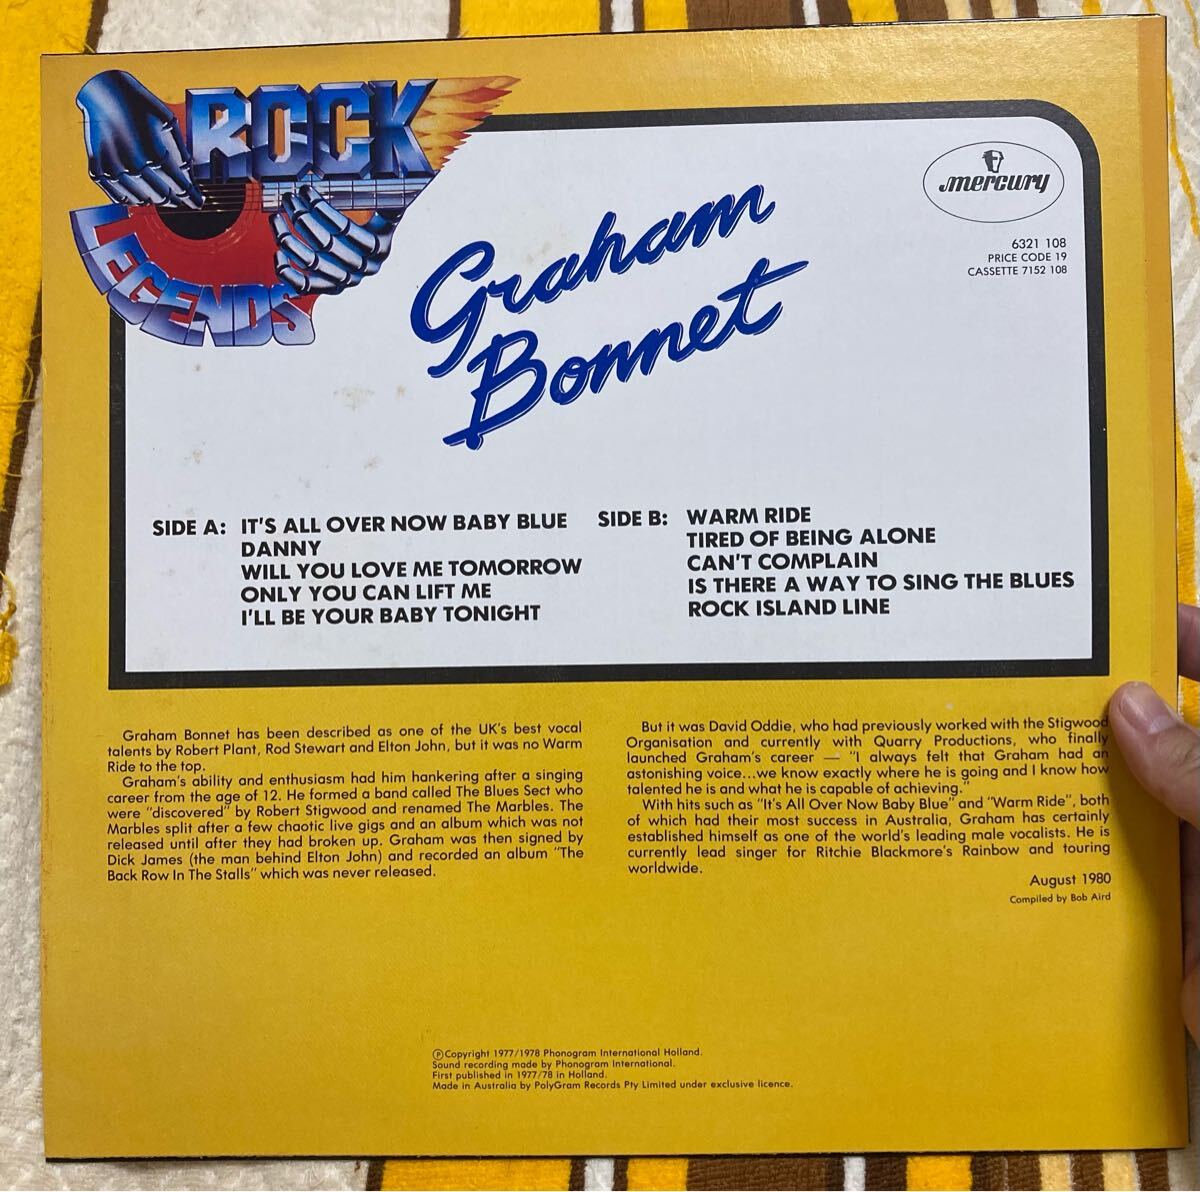 ROCK
LEGENDS
Graham
Bonnet
mercury
6321 108
PRICE CODE 19
CASSETTE 7152 108
SIDE A: IT'S ALL OVER NOW BABY BLUE
DANNY
WILL YOU LOVE ME TOMORROW
ONLY YOU CAN LIFT ME
I'LL BE YOUR BABY TONIGHT
SIDE B: WARM RIDE
TIRED OF BEING ALONE
CAN'T COMPLAIN
IS THERE A WAY TO SING THE BLUES
ROCK ISLAND LINE
Graham Bonnet has been described as one of the UK's best vocal
talents by Robert Plant, Rod Stewart and Elton John, but it was no Warm
Ride to the top.
Graham's ability and enthusiasm had him hankering after a singing
career from the age of 12. He formed a band called The Blues Sect who
were "discovered" by Robert Stigwood and renamed The Marbles. The
Marbles split after a few chaotic live gigs and an album which was not
released until after they had broken up. Graham was then signed by
Dick James (the man behind Elton John) and recorded an album "The
Back Row In The Stalls" which was never released.
But it was David Oddie, who had previously worked with the Stigwood
Organisation and currently with Quarry Productions, who finally
launched Graham's career — "I always felt that Graham had an
astonishing voice...we know exactly where he is going and I know how
talented he is and what he is capable of achieving."
With hits such as "It's All Over Now Baby Blue" and "Warm Ride", both
of which had their most success in Australia, Graham has certainly
established himself as one of the world's leading male vocalists. He is
currently lead singer for Ritchie Blackmore's Rainbow and touring
worldwide.
August 1980
Compiled by Bob Aird
Ⓟ Copyright 1977/1978 Phonogram International Holland.
Sound recording made by Phonogram International.
First published in 1977/78 in Holland.
Made in Australia by PolyGram Records Pty Limited under exclusive licence.